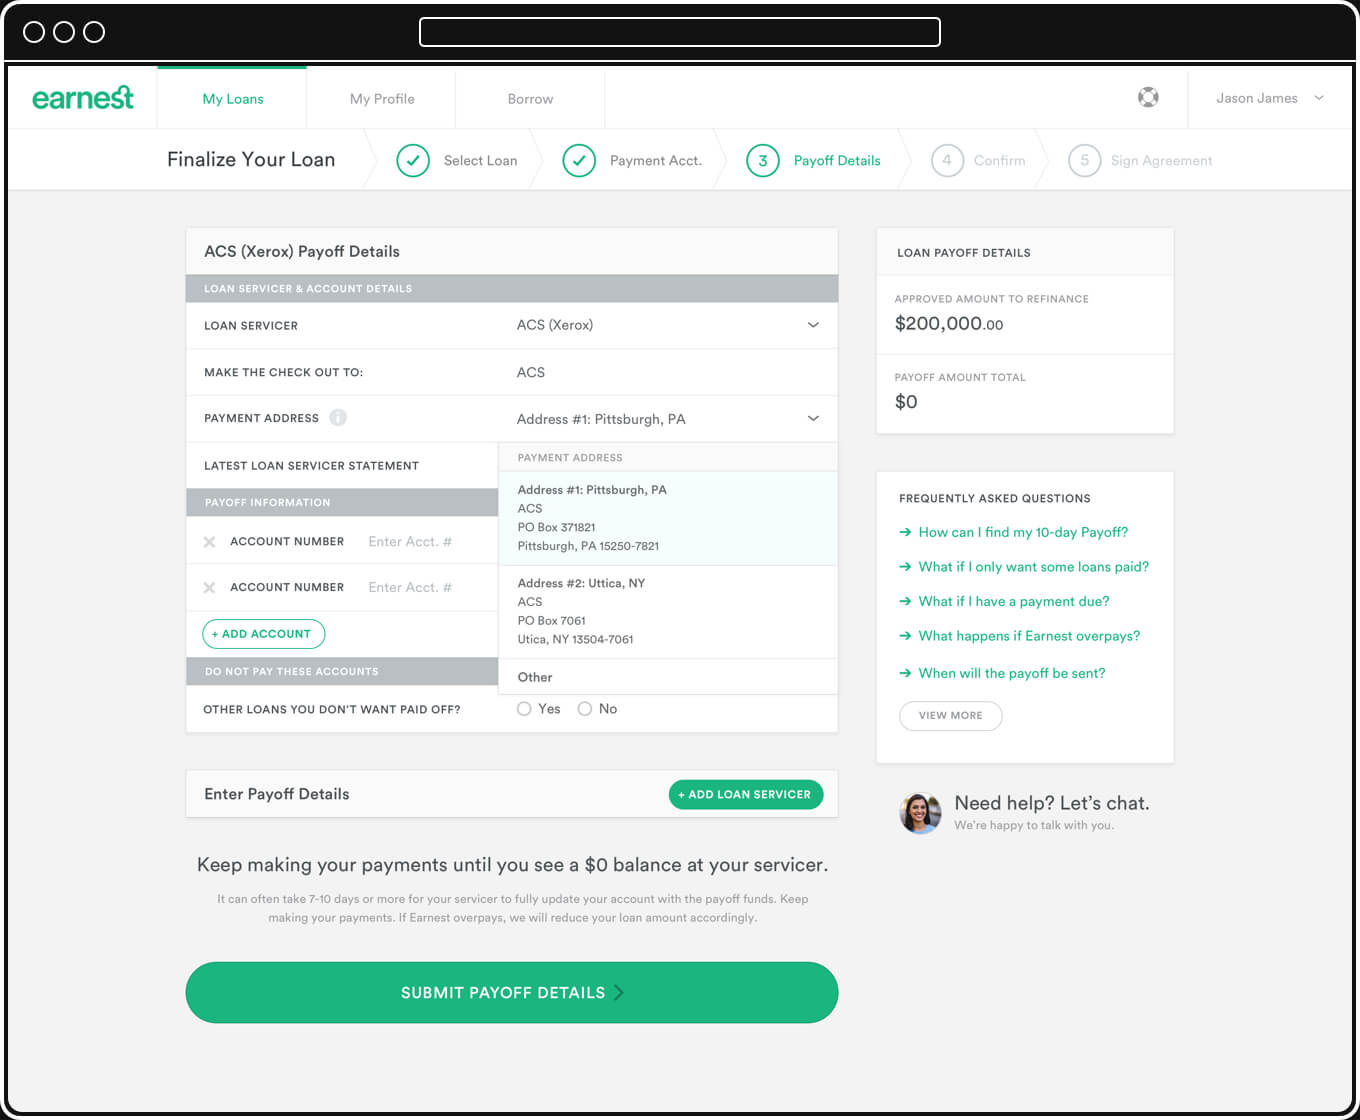 earnest
My Loans
My Profile
Borrow
Jason James
Finalize Your Loan
Select Loan
Payment Acct.
3 Payoff Details
4 Confirm
5 Sign Agreement
ACS (Xerox) Payoff Details
LOAN SERVICER & ACCOUNT DETAILS
LOAN SERVICER ACS (Xerox)
MAKE THE CHECK OUT TO: ACS
PAYMENT ADDRESS i Address #1: Pittsburgh, PA
LATEST LOAN SERVICER STATEMENT
PAYOFF INFORMATION
ACCOUNT NUMBER Enter Acct. #
ACCOUNT NUMBER Enter Acct. #
+ ADD ACCOUNT
DO NOT PAY THESE ACCOUNTS
OTHER LOANS YOU DON'T WANT PAID OFF? Yes No
PAYMENT ADDRESS
Address #1: Pittsburgh, PA
ACS
PO Box 371821
Pittsburgh, PA 15250-7821
Address #2: Uttica, NY
ACS
PO Box 7061
Utica, NY 13504-7061
Other
Enter Payoff Details
+ ADD LOAN SERVICER
Keep making your payments until you see a $0 balance at your servicer.
It can often take 7-10 days or more for your servicer to fully update your account with the payoff funds. Keep
making your payments. If Earnest overpays, we will reduce your loan amount accordingly.
SUBMIT PAYOFF DETAILS
LOAN PAYOFF DETAILS
APPROVED AMOUNT TO REFINANCE
$200,000.00
PAYOFF AMOUNT TOTAL
$0
FREQUENTLY ASKED QUESTIONS
How can I find my 10-day Payoff?
What if I only want some loans paid?
What if I have a payment due?
What happens if Earnest overpays?
When will the payoff be sent?
VIEW MORE
Need help? Let's chat.
We're happy to talk with you.